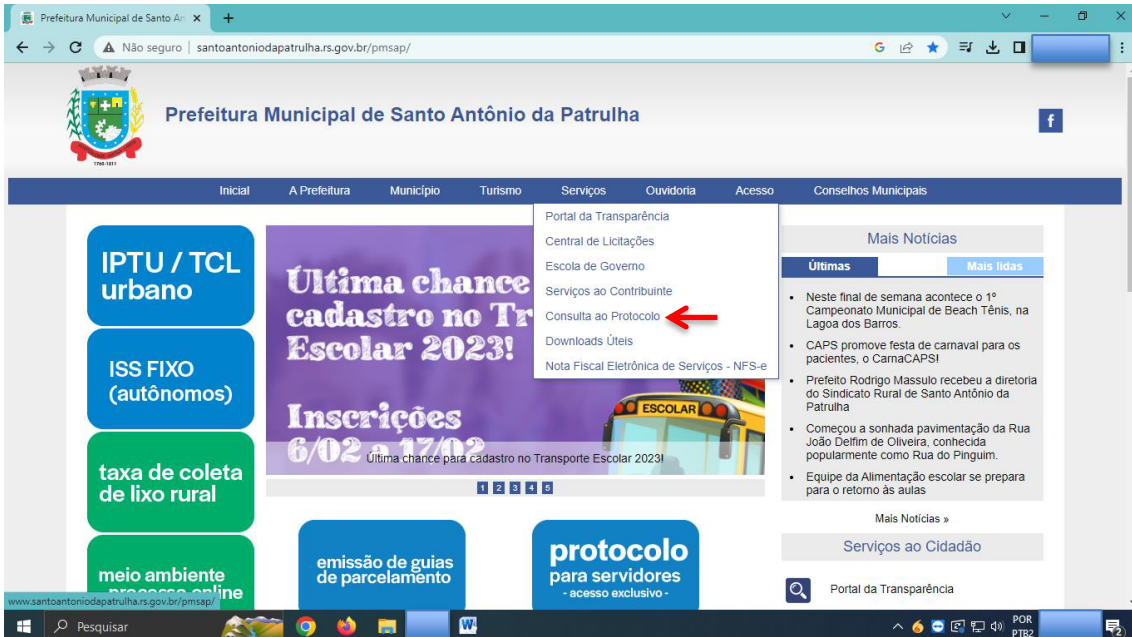 Prefeitura Municipal de Santo An
Não seguro | santoantoniodapatrulha.rs.gov.br/pmsap/
Prefeitura Municipal de Santo Antônio da Patrulha
1760-1811
f
Inicial A Prefeitura Município Turismo Serviços Ouvidoria Acesso Conselhos Municipais
Portal da Transparência
Central de Licitações
Escola de Governo
Serviços ao Contribuinte
Consulta ao Protocolo
Downloads Úteis
Nota Fiscal Eletrônica de Serviços - NFS-e
IPTU / TCL
urbano
ISS FIXO
(autônomos)
taxa de coleta
de lixo rural
meio ambiente
processo online
Última chance
cadastro no Tr
Escolar 2023!
Inscrições
6/02 a 17/02
ESCOLAR
Última chance para cadastro no Transporte Escolar 2023!
1 2 3 4 5
emissão de guias
de parcelamento
protocolo
para servidores
- acesso exclusivo -
Mais Notícias
Últimas Mais lidas
Neste final de semana acontece o 1º
Campeonato Municipal de Beach Tênis, na
Lagoa dos Barros.
CAPS promove festa de carnaval para os
pacientes, o CarnaCAPS!
Prefeito Rodrigo Massulo recebeu a diretoria
do Sindicato Rural de Santo Antônio da
Patrulha
Começou a sonhada pavimentação da Rua
João Delfim de Oliveira, conhecida
popularmente como Rua do Pinguim.
Equipe da Alimentação escolar se prepara
para o retorno às aulas
Mais Notícias »
Serviços ao Cidadão
Portal da Transparência
www.santoantoniodapatrulha.rs.gov.br/pmsap/
Pesquisar
POR
PTB2
2